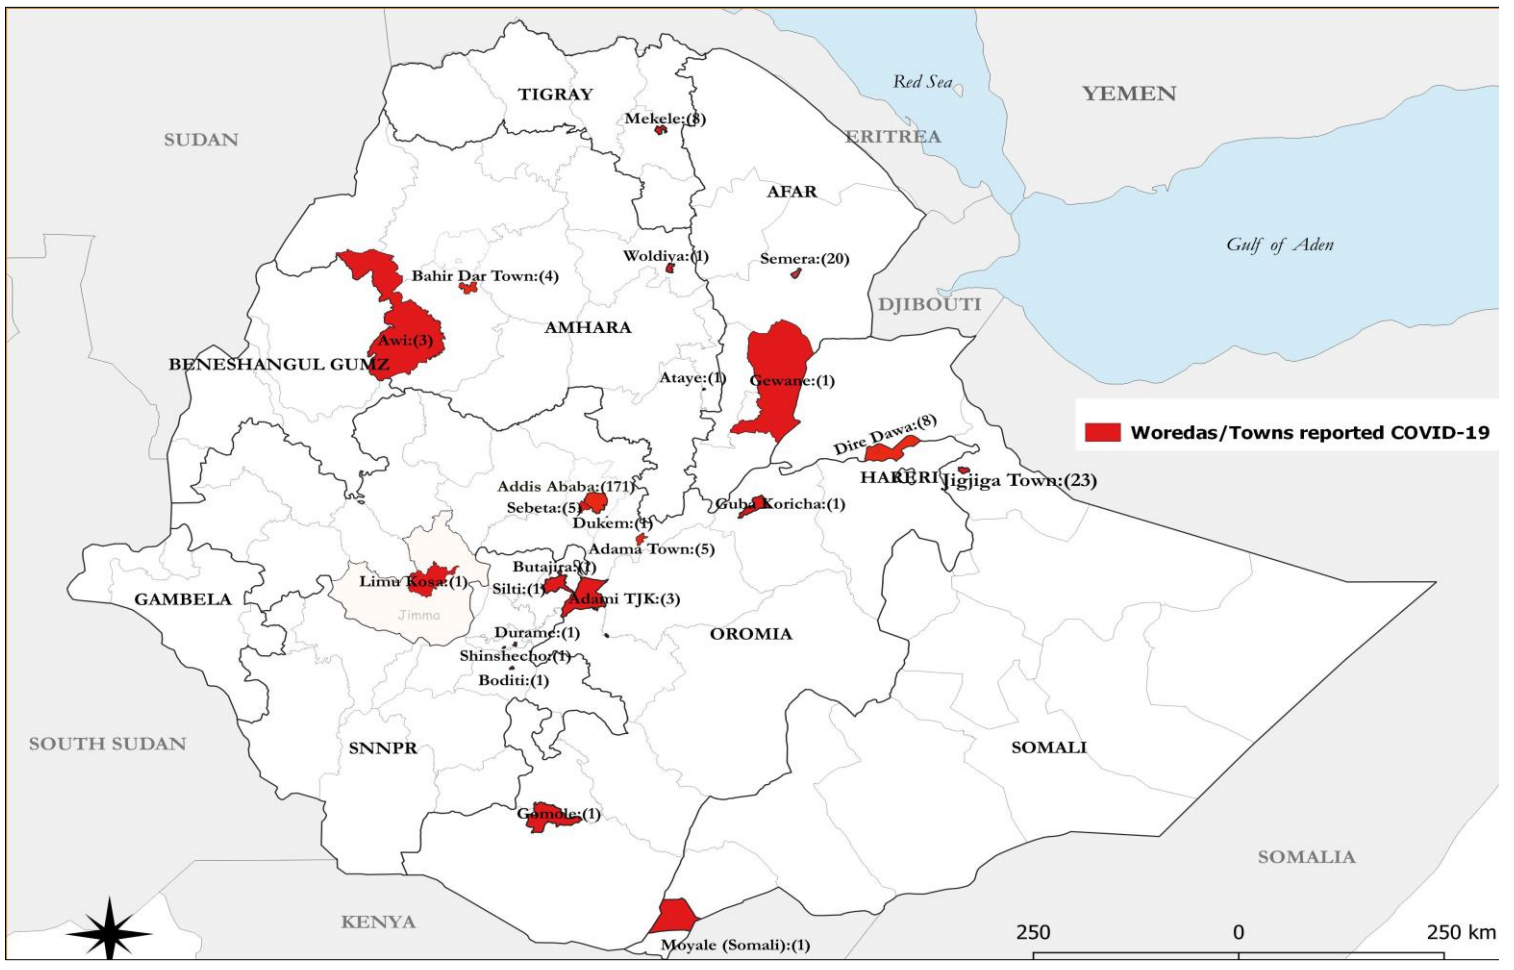 Red Sea
YEMEN
TIGRAY
Mekele:(8)
SUDAN
ERITREA
AFAR
Gulf of Aden
Woldiya:(1)
Semera:(20)
Bahir Dar Town:(4)
DJIBOUTI
AMHARA
Awi:(3)
BENESHANGUL GUMZ
Ataye:(1)
Gewane:(1)
Dire Dawa:(8)
Woredas/Towns reported COVID-19
HARERI
Jigjiga Town:(23)
Addis Ababa:(171)
Sebeta:(5)
Guba Koricha:(1)
Dukem:(1)
Adama Town:(5)
Butajira:(1)
Limu Kosa:(1)
Silti:(1)
Adami TJK:(3)
GAMBELA
Jimma
Durame:(1)
OROMIA
Shinshecho:(1)
Boditi:(1)
SOUTH SUDAN
SNNPR
SOMALI
Gomole:(1)
SOMALIA
KENYA
Moyale (Somali):(1)
250 0 250 km